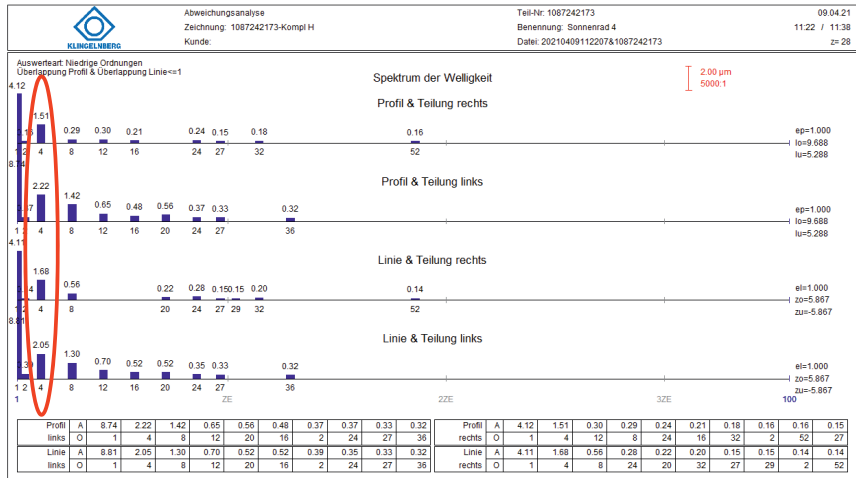 KLINGELNBERG
Abweichungsanalyse
Zeichnung: 1087242173-Kompl H
Kunde:
Teil-Nr: 1087242173
Benennung: Sonnenrad 4
Datei: 20210409112207&1087242173
09.04.21
11:22 / 11:38
z= 28
Auswerteart: Niedrige Ordnungen
Überlappung Profil & Überlappung Linie<=1
Spektrum der Welligkeit
2.00 µm
5000:1
Profil & Teilung rechts
4.12 1.51 0.29 0.30 0.21 0.24 0.15 0.18 0.16
1 2 4 8 12 16 24 27 32 52
ep=1.000
lo=9.688
lu=5.288
Profil & Teilung links
8.74 2.22 1.42 0.65 0.48 0.56 0.37 0.33 0.32
1 2 4 8 12 16 20 24 27 36
ep=1.000
lo=9.688
lu=5.288
Linie & Teilung rechts
4.11 1.68 0.56 0.22 0.28 0.15 0.15 0.20 0.14
1 2 4 8 20 24 27 29 32 52
el=1.000
zo=5.867
zu=-5.867
Linie & Teilung links
8.81 2.05 1.30 0.70 0.52 0.52 0.35 0.33 0.32
1 2 4 8 12 16 20 24 27 36
el=1.000
zo=5.867
zu=-5.867
1 ZE 2ZE 3ZE 100
Profil A 8.74 2.22 1.42 0.65 0.56 0.48 0.37 0.37 0.33 0.32
links O 1 4 8 12 20 16 2 24 27 36
Linie A 8.81 2.05 1.30 0.70 0.52 0.52 0.39 0.35 0.33 0.32
links O 1 4 8 12 20 16 2 24 27 36
Profil A 4.12 1.51 0.30 0.29 0.24 0.21 0.18 0.16 0.16 0.15
rechts O 1 4 12 8 24 16 32 2 52 27
Linie A 4.11 1.68 0.56 0.28 0.22 0.20 0.15 0.15 0.14 0.14
rechts O 1 4 8 24 20 32 27 29 2 52